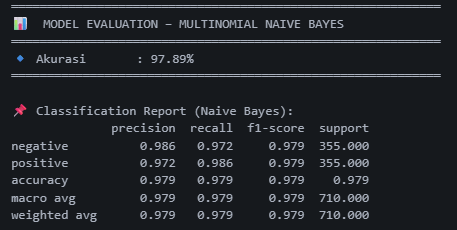 MODEL EVALUATION – MULTINOMIAL NAIVE BAYES
Akurasi : 97.89%
Classification Report (Naive Bayes):
precision recall f1-score support
negative 0.986 0.972 0.979 355.000
positive 0.972 0.986 0.979 355.000
accuracy 0.979 0.979 0.979 0.979
macro avg 0.979 0.979 0.979 710.000
weighted avg 0.979 0.979 0.979 710.000